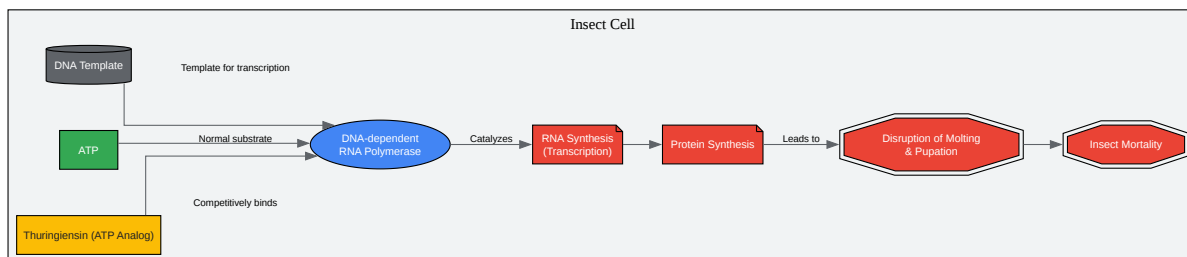 Insect Cell
DNA Template
Template for transcription
ATP
Normal substrate
DNA-dependent
RNA Polymerase
Catalyzes
RNA Synthesis
(Transcription)
Protein Synthesis
Leads to
Disruption of Molting
& Pupation
Insect Mortality
Competitively binds
Thuringiensin (ATP Analog)